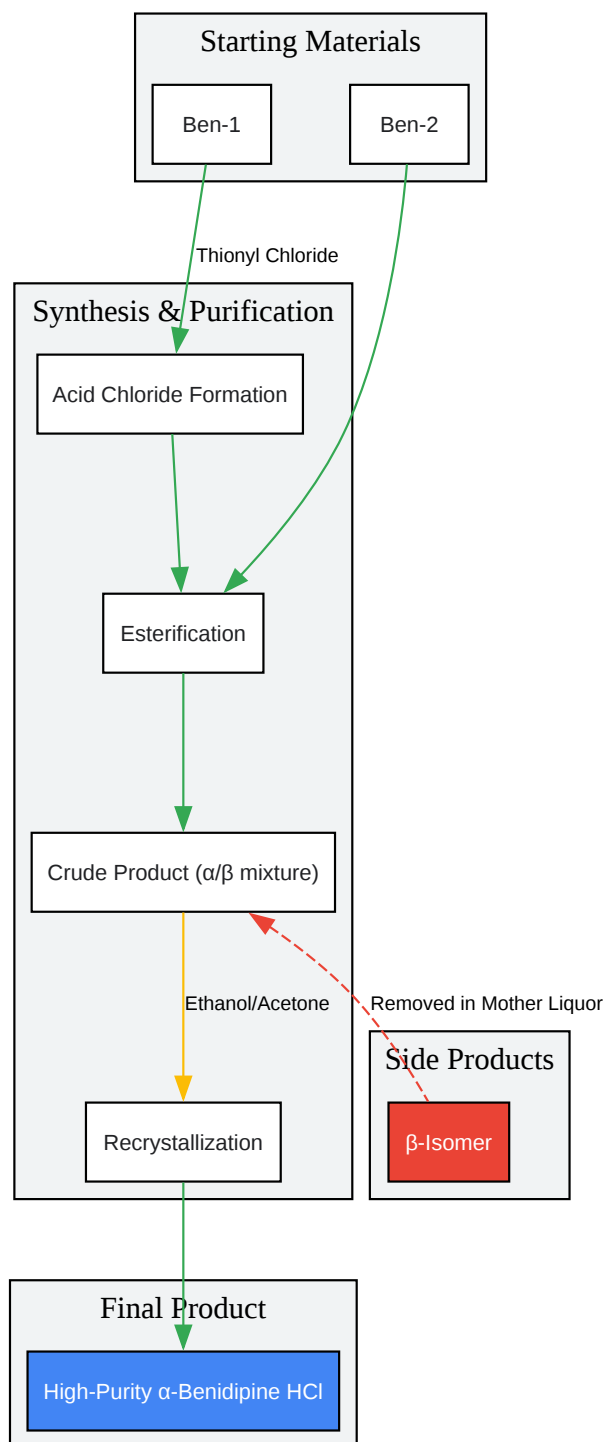 Starting Materials
Ben-1
Ben-2
Thionyl Chloride
Synthesis & Purification
Acid Chloride Formation
Esterification
Crude Product (α/β mixture)
Ethanol/Acetone
Removed in Mother Liquor
Side Products
Recrystallization
β-Isomer
Final Product
High-Purity α-Benidipine HCl